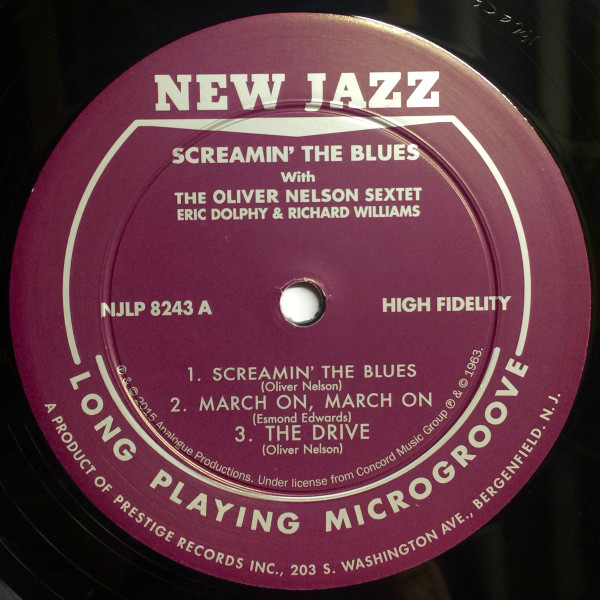 NEW JAZZ
SCREAMIN' THE BLUES
With
THE OLIVER NELSON SEXTET
ERIC DOLPHY & RICHARD WILLIAMS
NJLP 8243 A
HIGH FIDELITY
1. SCREAMIN' THE BLUES
(Oliver Nelson)
2. MARCH ON, MARCH ON
(Esmond Edwards)
3. THE DRIVE
(Oliver Nelson)
℗ & © 2015 Analogue Productions. Under license from Concord Music Group ℗ & © 1963.
LONG PLAYING MICROGROOVE
A PRODUCT OF PRESTIGE RECORDS INC., 203 S. WASHINGTON AVE., BERGENFIELD, N. J.